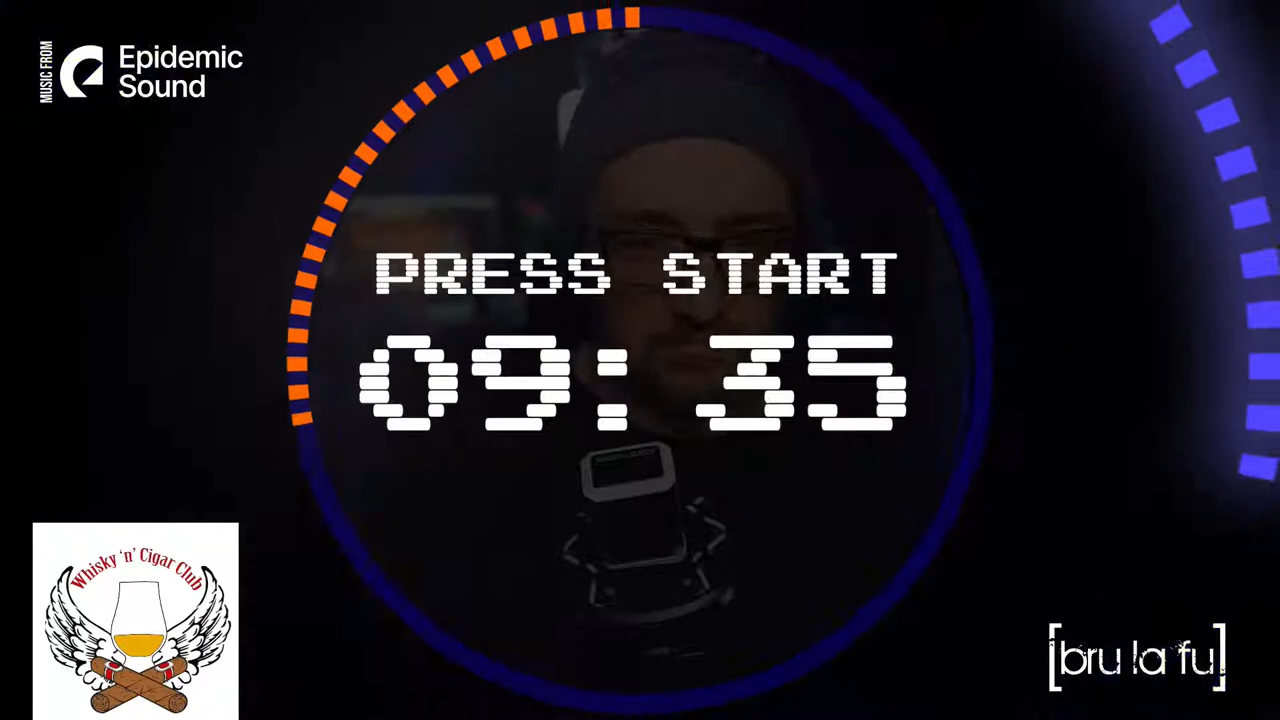 MUSIC FROM
Epidemic
Sound
PRESS START
09:35
Whisky 'n' Cigar Club
[bru la fu]